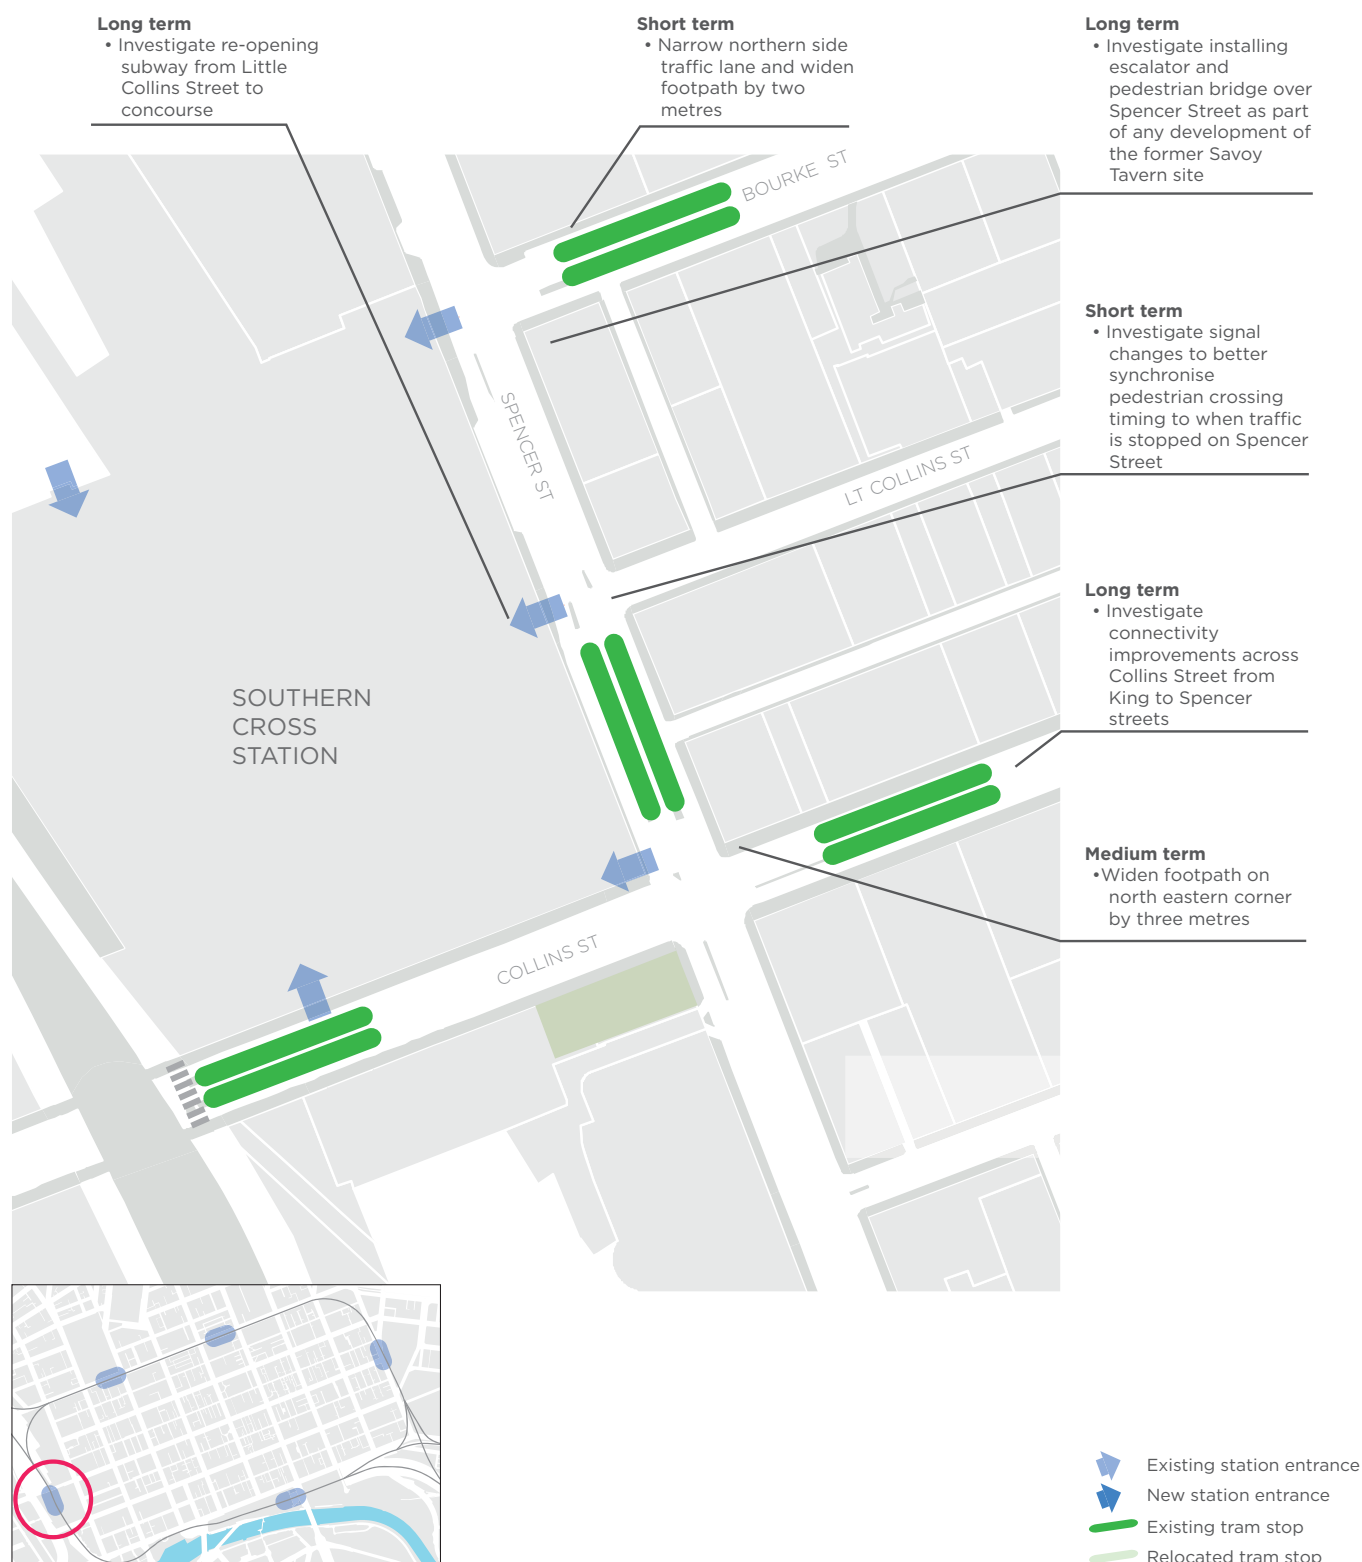 Long term
• Investigate re-opening
subway from Little
Collins Street to
concourse
Short term
• Narrow northern side
traffic lane and widen
footpath by two
metres
Long term
• Investigate installing
escalator and
pedestrian bridge over
Spencer Street as part
of any development of
the former Savoy
Tavern site
BOURKE ST
Short term
• Investigate signal
changes to better
synchronise
pedestrian crossing
timing to when traffic
is stopped on Spencer
Street
SPENCER ST
LT COLLINS ST
Long term
• Investigate
connectivity
improvements across
Collins Street from
King to Spencer
streets
SOUTHERN
CROSS
STATION
Medium term
•Widen footpath on
north eastern corner
by three metres
COLLINS ST
Existing station entrance
New station entrance
Existing tram stop
Relocated tram stop